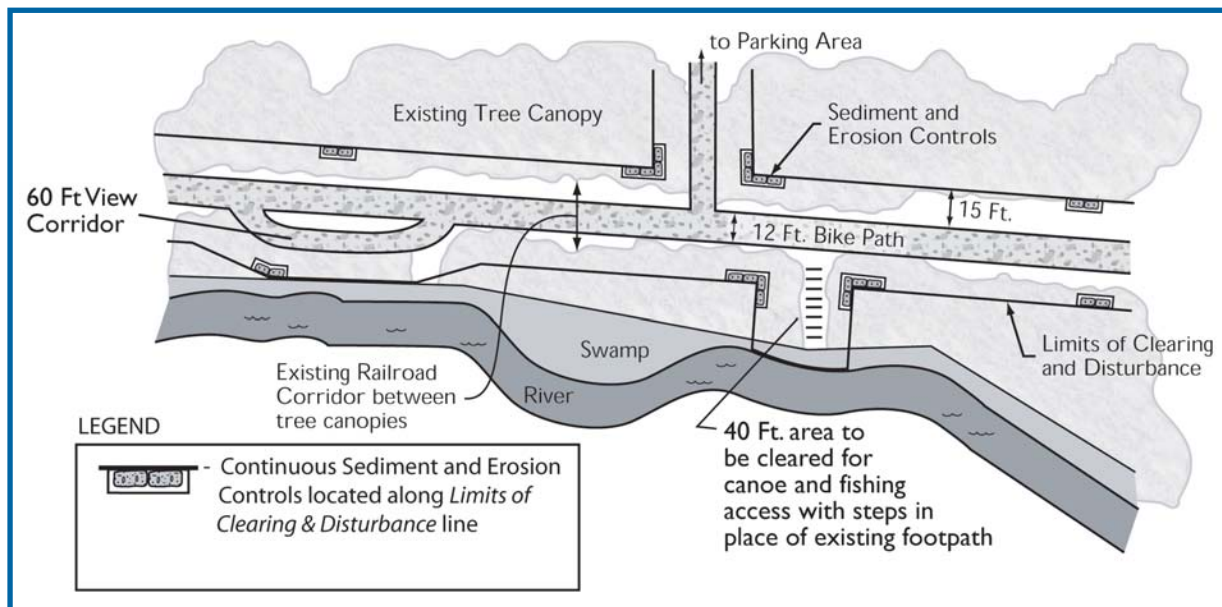 to Parking Area
Existing Tree Canopy
Sediment and
Erosion Controls
60 Ft View
Corridor
15 Ft.
12 Ft. Bike Path
Swamp
River
Existing Railroad
Corridor between
tree canopies
Limits of Clearing
and Disturbance
40 Ft. area to
be cleared for
canoe and fishing
access with steps in
place of existing footpath
LEGEND
- Continuous Sediment and Erosion
Controls located along Limits of
Clearing & Disturbance line